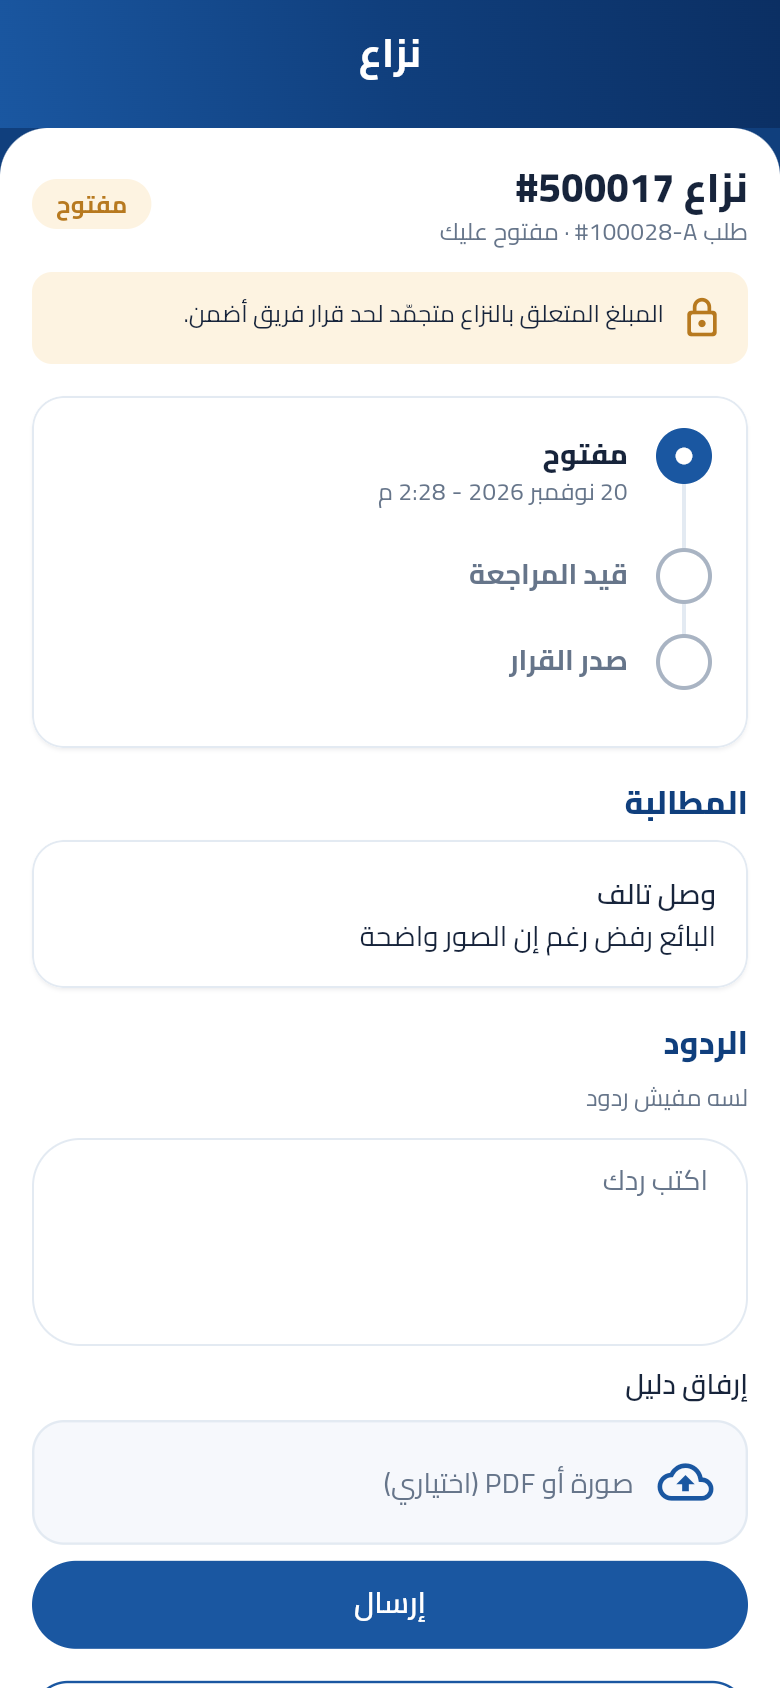 نزاع
نزاع 500017#
طلب A-100028# · مفتوح عليك
مفتوح
المبلغ المتعلق بالنزاع متجمّد لحد قرار فريق أضمن.
مفتوح
20 نوفمبر 2026 - 2:28 م
قيد المراجعة
صدر القرار
المطالبة
وصل تالف
البائع رفض رغم إن الصور واضحة
الردود
لسه مفيش ردود
اكتب ردك
إرفاق دليل
صورة أو PDF (اختياري)
إرسال